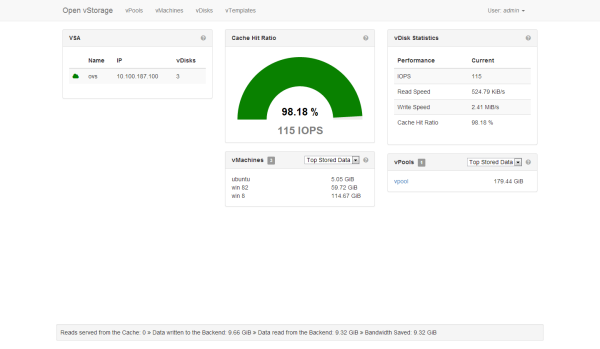 Open vStorage vPools vMachines vDisks vTemplates User: admin
VSA
Name IP vDisks
ovs 10.100.187.100 3
Cache Hit Ratio
98.18 %
115 IOPS
vDisk Statistics
Performance Current
IOPS 115
Read Speed 524.79 KiB/s
Write Speed 2.41 MiB/s
Cache Hit Ratio 98.18 %
vMachines 3 Top Stored Data
ubuntu 5.05 GiB
win 82 59.72 GiB
win 8 114.67 GiB
vPools 1 Top Stored Data
vpool 179.44 GiB
Reads served from the Cache: 0 » Data written to the Backend: 9.66 GiB » Data read from the Backend: 9.32 GiB » Bandwidth Saved: 9.32 GiB